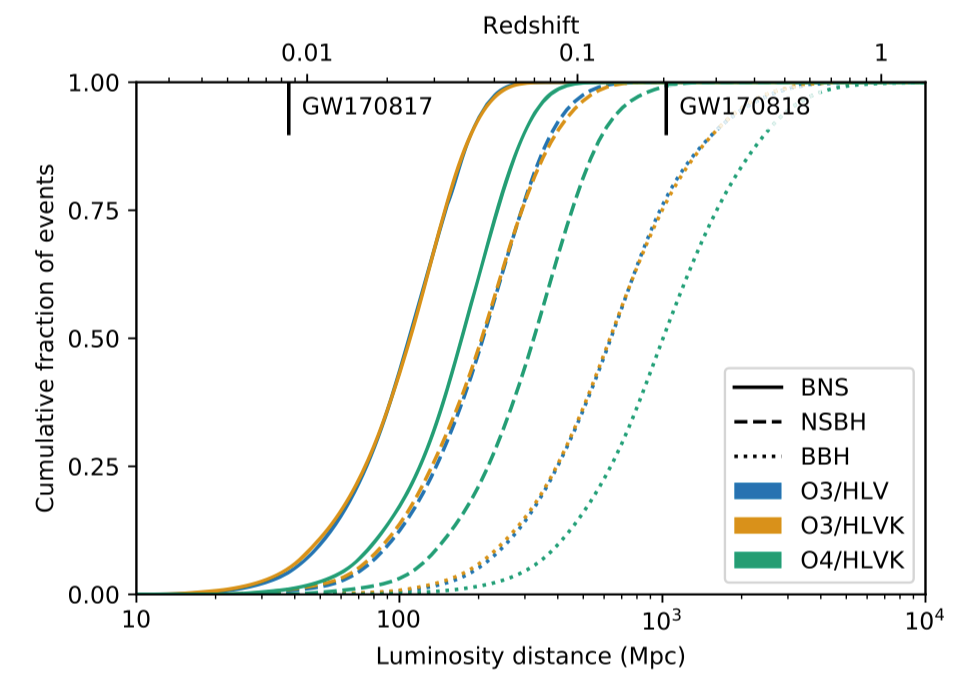 Redshift
0.01 0.1 1
1.00
GW170817 GW170818
0.75
0.50
0.25
0.00
Cumulative fraction of events
BNS
NSBH
BBH
O3/HLV
O3/HLVK
O4/HLVK
10 100 10³ 10⁴
Luminosity distance (Mpc)